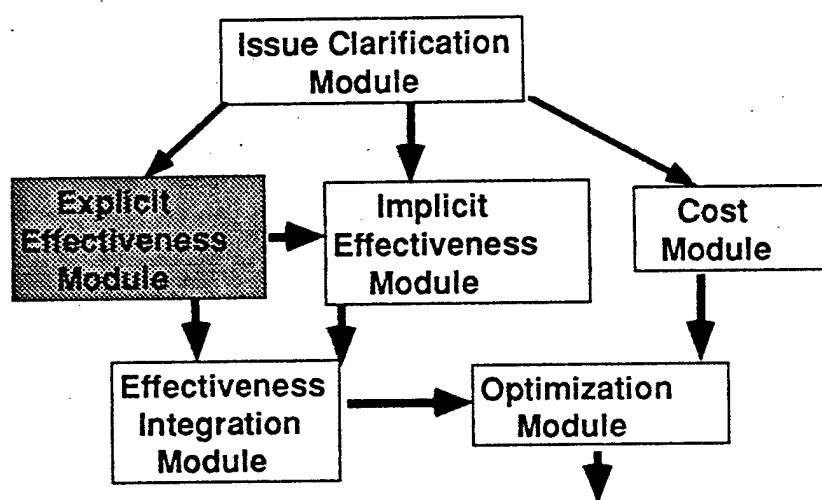 Issue Clarification
Module
Explicit
Effectiveness
Module
Implicit
Effectiveness
Module
Cost
Module
Effectiveness
Integration
Module
Optimization
Module